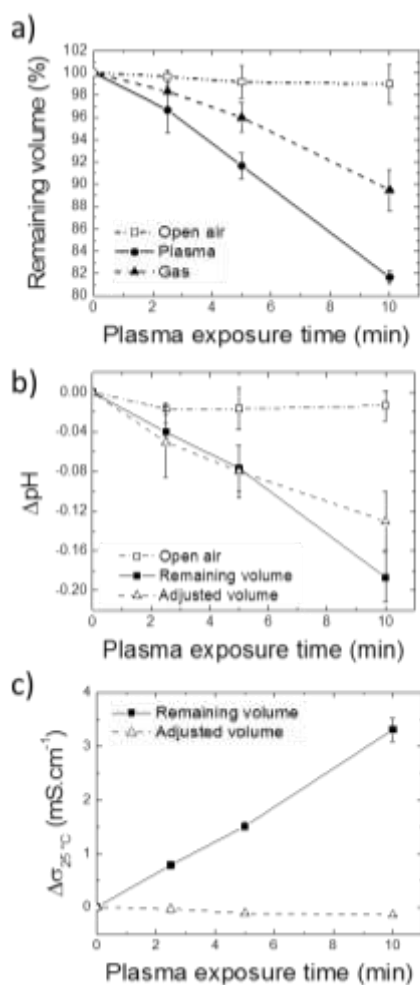 a)
Remaining volume (%)
102
100
98
96
94
92
90
88
86
84
82
80
Open air
Plasma
Gas
0 2 4 6 8 10
Plasma exposure time (min)
b)
ΔpH
0.00
-0.04
-0.08
-0.12
-0.16
-0.20
Open air
Remaining volume
Adjusted volume
0 2 4 6 8 10
Plasma exposure time (min)
c)
Δσ25 °C (mS.cm-1)
4
3
2
1
0
Remaining volume
Adjusted volume
0 2 4 6 8 10
Plasma exposure time (min)